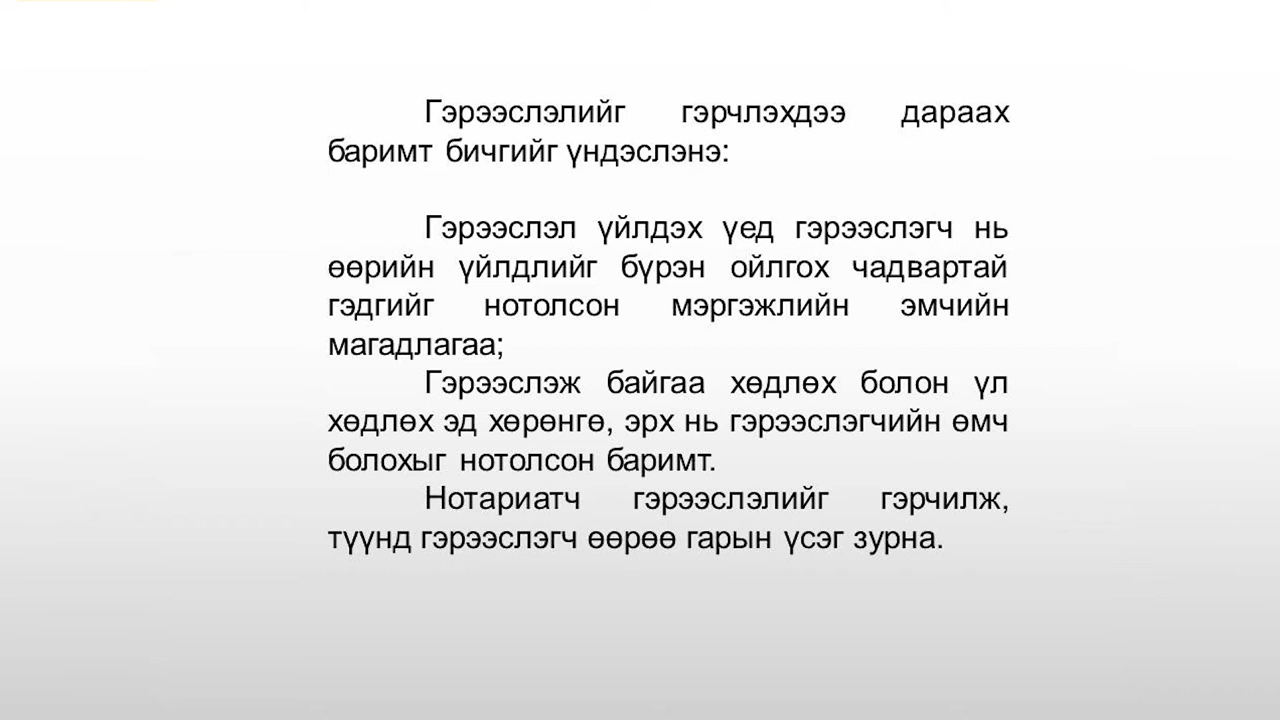 Гэрээслэлийг гэрчлэхдээ дараах
баримт бичгийг үндэслэнэ:
Гэрээслэл үйлдэх үед гэрээслэгч нь
өөрийн үйлдлийг бүрэн ойлгох чадвартай
гэдгийг нотолсон мэргэжлийн эмчийн
магадлагаа;
Гэрээслэж байгаа хөдлөх болон үл
хөдлөх эд хөрөнгө, эрх нь гэрээслэгчийн өмч
болохыг нотолсон баримт.
Нотариатч гэрээслэлийг гэрчилж,
түүнд гэрээслэгч өөрөө гарын үсэг зурна.